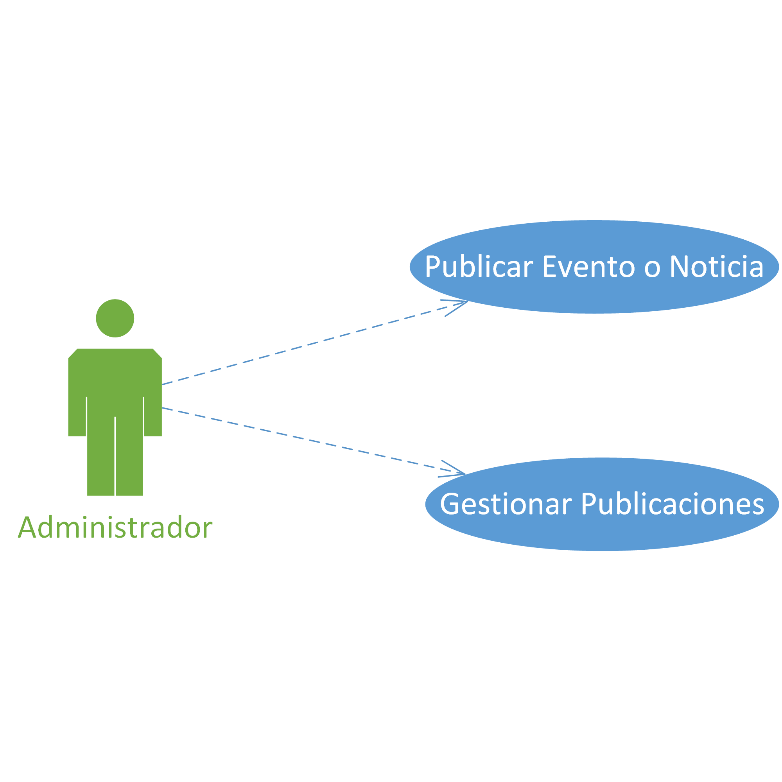 Publicar Evento o Noticia
Gestionar Publicaciones
Administrador